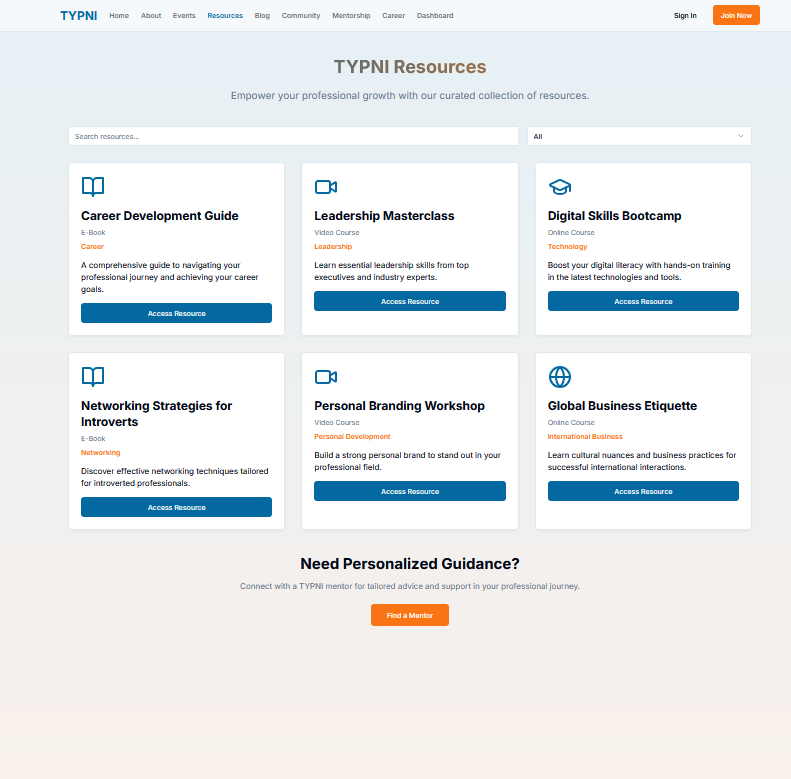 TYPNI Home About Events Resources Blog Community Mentorship Career Dashboard Sign In Join Now
TYPNI Resources
Empower your professional growth with our curated collection of resources.
Search resources...
All
Career Development Guide
E-Book
Career
A comprehensive guide to navigating your
professional journey and achieving your career
goals.
Access Resource
Leadership Masterclass
Video Course
Leadership
Learn essential leadership skills from top
executives and industry experts.
Access Resource
Digital Skills Bootcamp
Online Course
Technology
Boost your digital literacy with hands-on training
in the latest technologies and tools.
Access Resource
Networking Strategies for
Introverts
E-Book
Networking
Discover effective networking techniques tailored
for introverted professionals.
Access Resource
Personal Branding Workshop
Video Course
Personal Development
Build a strong personal brand to stand out in your
professional field.
Access Resource
Global Business Etiquette
Online Course
International Business
Learn cultural nuances and business practices for
successful international interactions.
Access Resource
Need Personalized Guidance?
Connect with a TYPNI mentor for tailored advice and support in your professional journey.
Find a Mentor